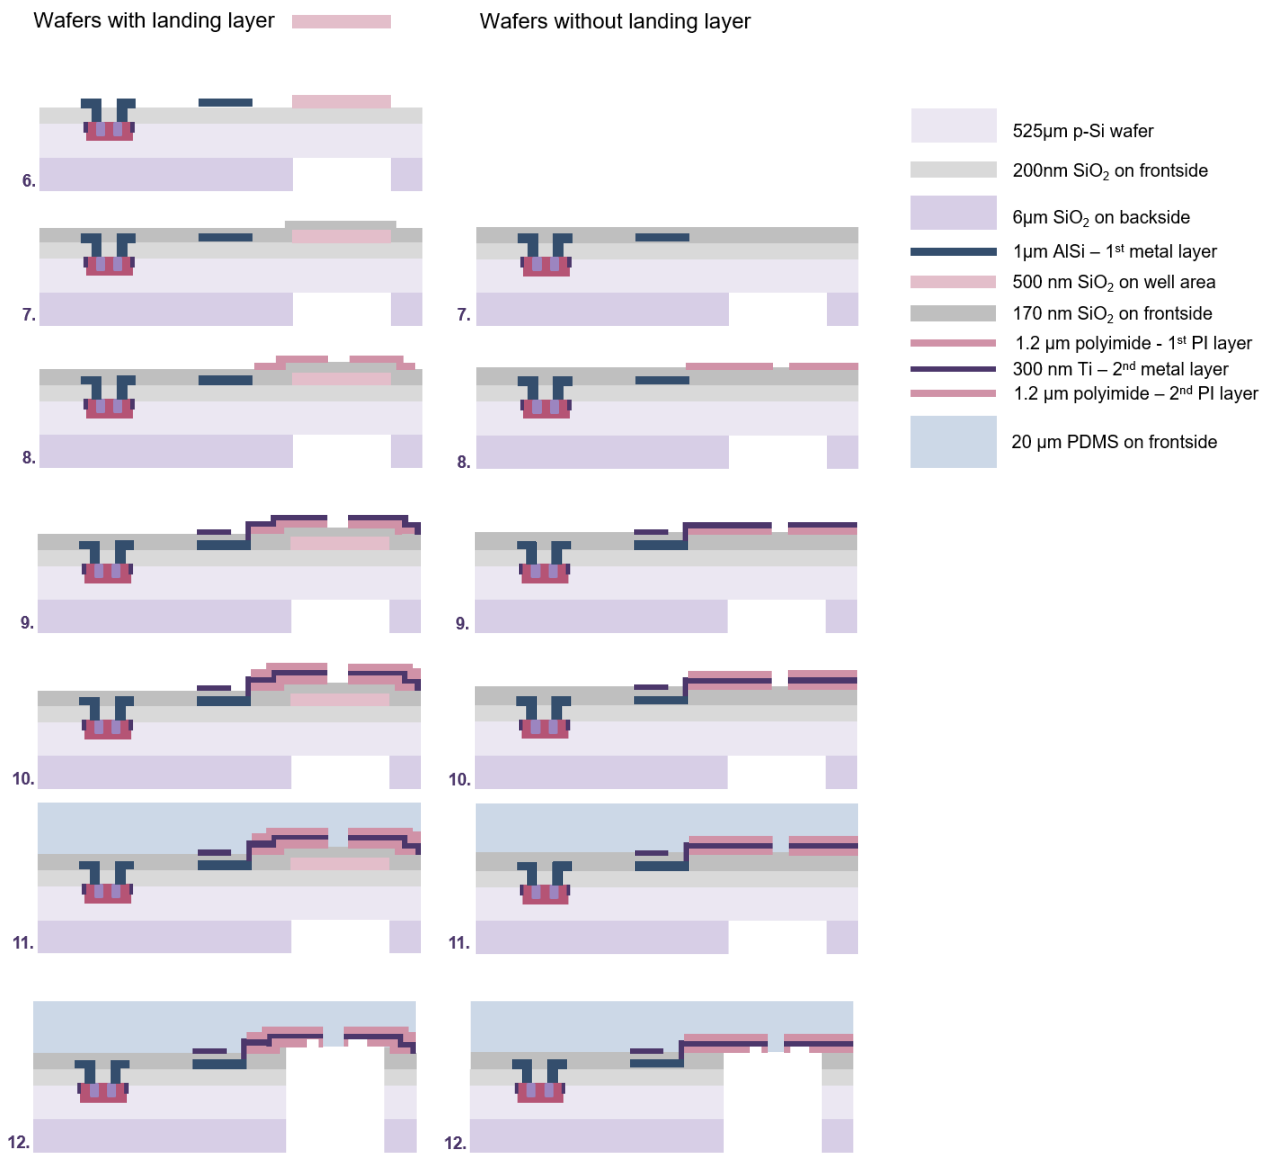 Wafers with landing layer
Wafers without landing layer
6.
7.
7.
8.
8.
9.
9.
10.
10.
11.
11.
12.
12.
525µm p-Si wafer
200nm SiO₂ on frontside
6µm SiO₂ on backside
1µm AlSi – 1ˢᵗ metal layer
500 nm SiO₂ on well area
170 nm SiO₂ on frontside
1.2 µm polyimide - 1ˢᵗ PI layer
300 nm Ti – 2ⁿᵈ metal layer
1.2 µm polyimide – 2ⁿᵈ PI layer
20 µm PDMS on frontside